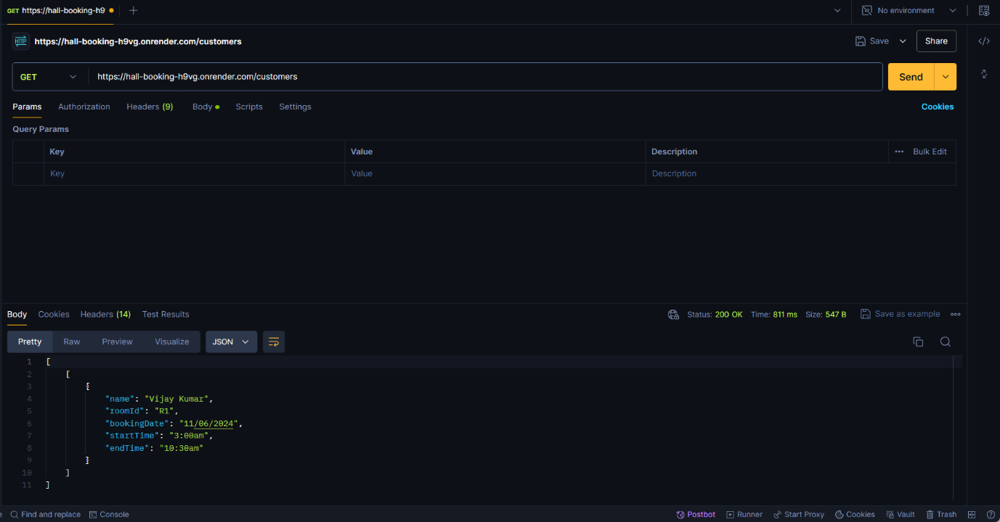 GET https://hall-booking-h9 No environment
HTTP https://hall-booking-h9vg.onrender.com/customers Save Share
GET https://hall-booking-h9vg.onrender.com/customers Send
Params Authorization Headers (9) Body Scripts Settings Cookies
Query Params
Key Value Description Bulk Edit
Key Value Description
Body Cookies Headers (14) Test Results Status: 200 OK Time: 811 ms Size: 547 B Save as example
Pretty Raw Preview Visualize JSON
1 [
2 [
3 {
4 "name": "Vijay Kumar",
5 "roomId": "R1",
6 "bookingDate": "11/06/2024",
7 "startTime": "3:00am",
8 "endTime": "10:30am"
9 }
10 ]
11 ]
e Find and replace Console Postbot Runner Start Proxy Cookies Vault Trash